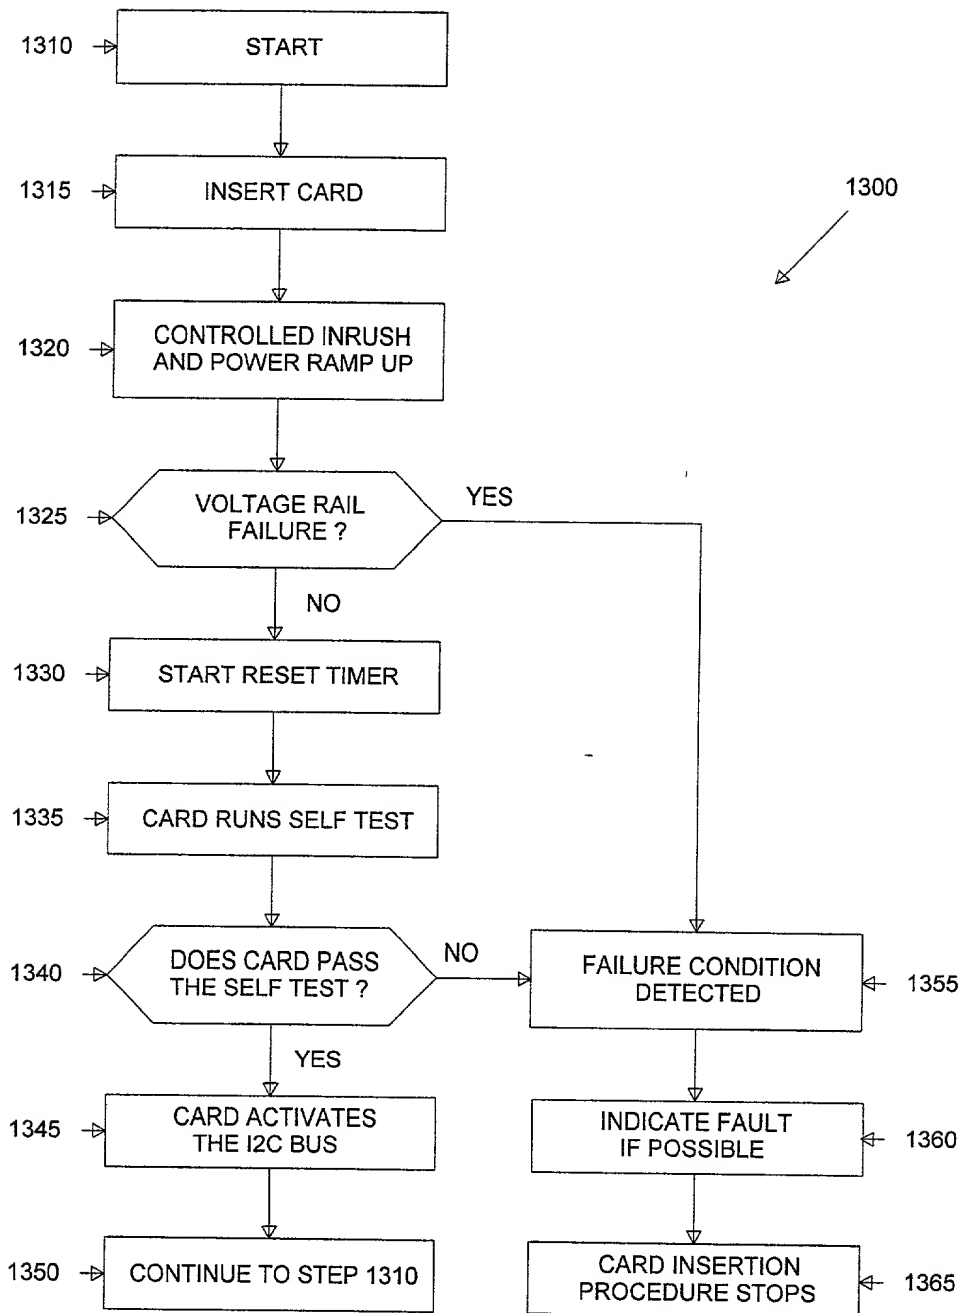 1310
START
1315
INSERT CARD
1300
1320
CONTROLLED INRUSH
AND POWER RAMP UP
1325
VOLTAGE RAIL
FAILURE ?
YES
NO
1330
START RESET TIMER
1335
CARD RUNS SELF TEST
1340
DOES CARD PASS
THE SELF TEST ?
NO
YES
FAILURE CONDITION
DETECTED
1355
1345
CARD ACTIVATES
THE I2C BUS
INDICATE FAULT
IF POSSIBLE
1360
1350
CONTINUE TO STEP 1310
CARD INSERTION
PROCEDURE STOPS
1365